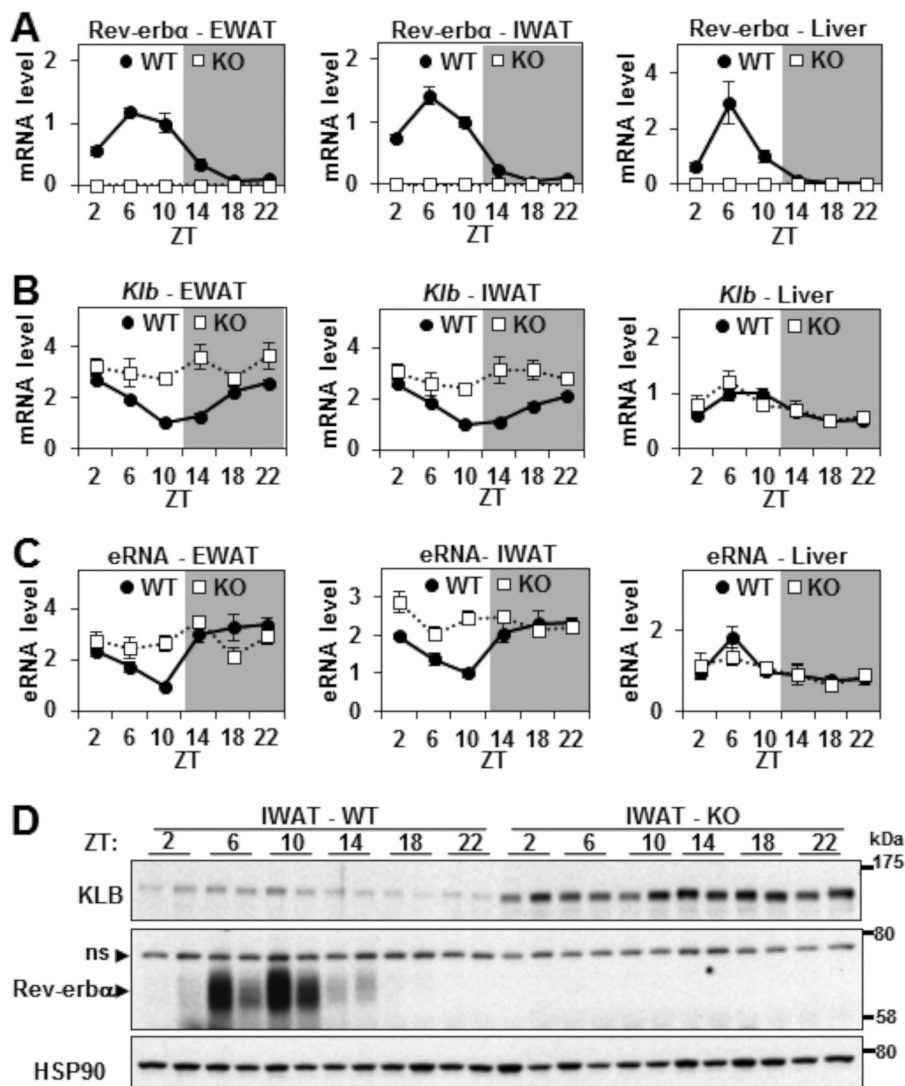 A
Rev-erbα - EWAT
Rev-erbα - IWAT
Rev-erbα - Liver
mRNA level
2
1
0
WT
KO
2 6 10 14 18 22
ZT
mRNA level
2
1
0
WT
KO
2 6 10 14 18 22
ZT
mRNA level
4
2
0
WT
KO
2 6 10 14 18 22
ZT
B
Klb - EWAT
Klb - IWAT
Klb - Liver
mRNA level
4
2
0
WT
KO
2 6 10 14 18 22
ZT
mRNA level
4
2
0
WT
KO
2 6 10 14 18 22
ZT
mRNA level
2
1
0
WT
KO
2 6 10 14 18 22
ZT
C
eRNA - EWAT
eRNA- IWAT
eRNA - Liver
eRNA level
4
2
0
WT
KO
2 6 10 14 18 22
ZT
eRNA level
3
2
1
0
WT
KO
2 6 10 14 18 22
ZT
eRNA level
2
0
WT
KO
2 6 10 14 18 22
ZT
D
IWAT - WT
IWAT - KO
ZT: 2 6 10 14 18 22 2 6 10 14 18 22
kDa
175
KLB
80
ns
Rev-erbα
58
80
HSP90